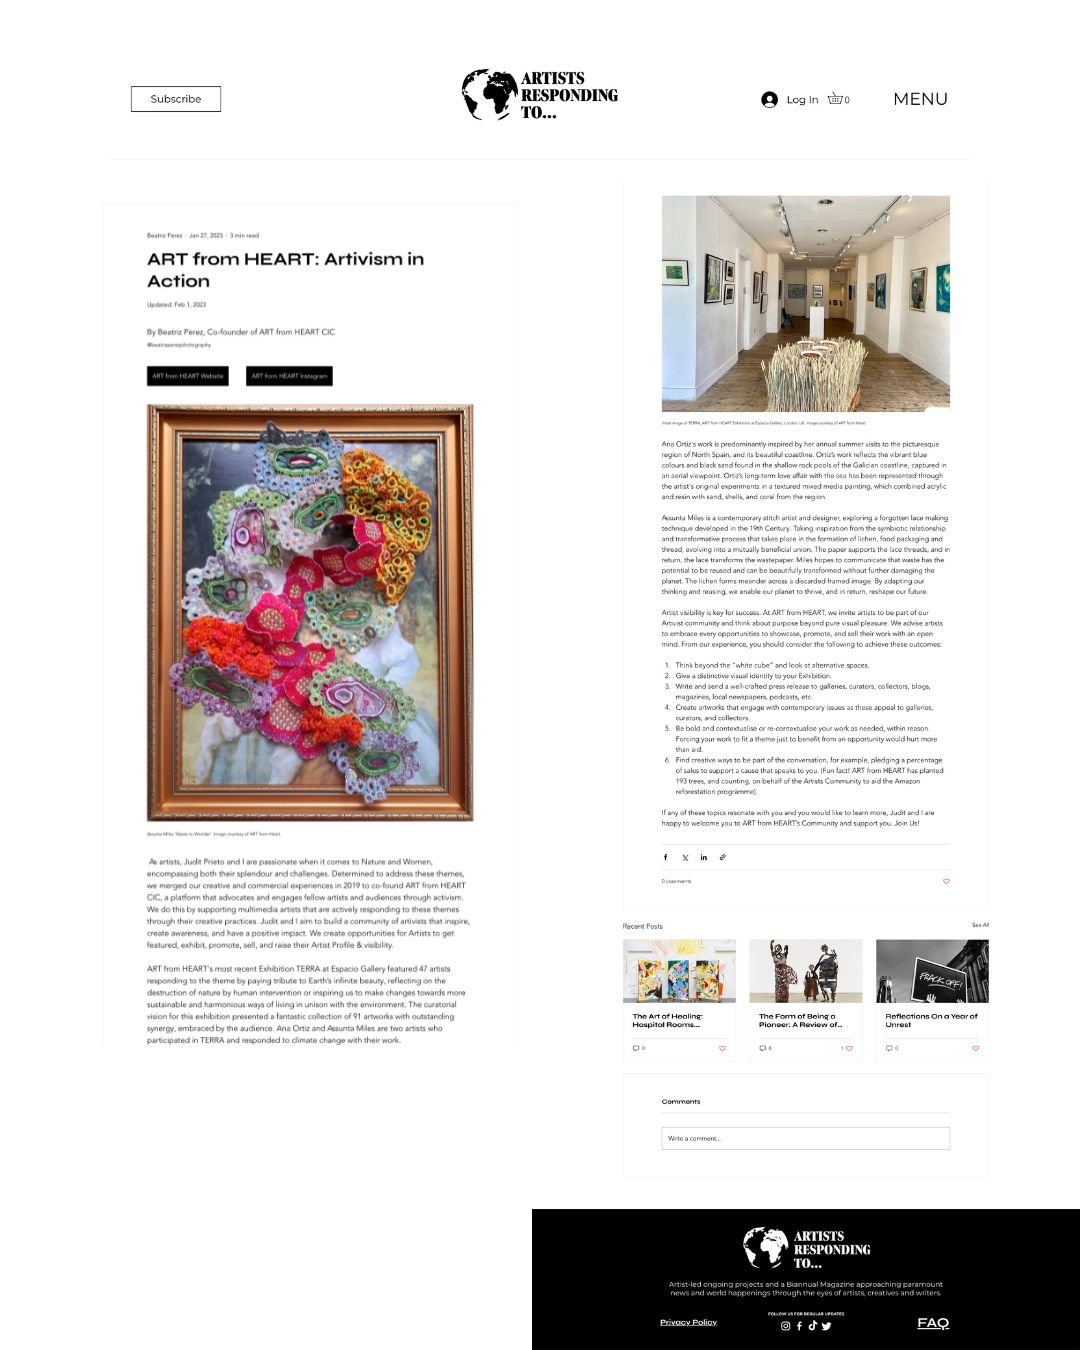 Subscribe
ARTISTS
RESPONDING
TO...
Log In
0
MENU
Beatriz Perez · Jan 27, 2023 · 3 min read
ART from HEART: Artivism in
Action
Updated: Feb 1, 2023
By Beatriz Perez, Co-founder of ART from HEART CIC
@beatrizperezphotography
ART from HEART Website
ART from HEART Instagram
Assunta Miles 'Waste to Wonder'. Image courtesy of ART from Heart.
As artists, Judit Prieto and I are passionate when it comes to Nature and Women,
encompassing both their splendour and challenges. Determined to address these themes,
we merged our creative and commercial experiences in 2019 to co-found ART from HEART
CIC, a platform that advocates and engages fellow artists and audiences through activism.
We do this by supporting multimedia artists that are actively responding to these themes
through their creative practices. Judit and I aim to build a community of artivists that inspire,
create awareness, and have a positive impact. We create opportunities for Artists to get
featured, exhibit, promote, sell, and raise their Artist Profile & visibility.
ART from HEART's most recent Exhibition TERRA at Espacio Gallery featured 47 artists
responding to the theme by paying tribute to Earth's infinite beauty, reflecting on the
destruction of nature by human intervention or inspiring us to make changes towards more
sustainable and harmonious ways of living in unison with the environment. The curatorial
vision for this exhibition presented a fantastic collection of 91 artworks with outstanding
synergy, embraced by the audience. Ana Ortiz and Assunta Miles are two artists who
participated in TERRA and responded to climate change with their work.
Install image of TERRA, ART from HEART Exhibition at Espacio Gallery, London, UK. Image courtesy of ART from Heart.
Ana Ortiz's work is predominantly inspired by her annual summer visits to the picturesque
region of North Spain, and its beautiful coastline. Ortiz's work reflects the vibrant blue
colours and black sand found in the shallow rock pools of the Galician coastline, captured in
an aerial viewpoint. Ortiz's long-term love affair with the sea has been represented through
the artist's original experiments in a textured mixed media painting, which combined acrylic
and resin with sand, shells, and coral from the region.
Assunta Miles is a contemporary stitch artist and designer, exploring a forgotten lace making
technique developed in the 19th Century. Taking inspiration from the symbiotic relationship
and transformative process that takes place in the formation of lichen, food packaging and
thread, evolving into a mutually beneficial union. The paper supports the lace threads, and in
return, the lace transforms the wastepaper. Miles hopes to communicate that waste has the
potential to be reused and can be beautifully transformed without further damaging the
planet. The lichen forms meander across a discarded framed image. By adapting our
thinking and reusing, we enable our planet to thrive, and in return, reshape our future.
Artist visibility is key for success. At ART from HEART, we invite artists to be part of our
Artivist community and think about purpose beyond pure visual pleasure. We advise artists
to embrace every opportunities to showcase, promote, and sell their work with an open
mind. From our experience, you should consider the following to achieve these outcomes:
1. Think beyond the "white cube" and look at alternative spaces.
2. Give a distinctive visual identity to your Exhibition.
3. Write and send a well-crafted press release to galleries, curators, collectors, blogs,
magazines, local newspapers, podcasts, etc.
4. Create artworks that engage with contemporary issues as these appeal to galleries,
curators, and collectors.
5. Be bold and contextualise or re-contextualise your work as needed, within reason.
Forcing your work to fit a theme just to benefit from an opportunity would hurt more
than aid.
6. Find creative ways to be part of the conversation, for example, pledging a percentage
of sales to support a cause that speaks to you. (Fun fact! ART from HEART has planted
193 trees, and counting, on behalf of the Artists Community to aid the Amazon
reforestation programme).
If any of these topics resonate with you and you would like to learn more, Judit and I are
happy to welcome you to ART from HEART's Community and support you. Join Us!
0 comments
Recent Posts
See All
FRACK OFF!
The Art of Healing:
Hospital Rooms...
0
The Form of Being a
Pioneer: A Review of...
0
1
Reflections On a Year of
Unrest
0
Comments
Write a comment...
ARTISTS
RESPONDING
TO...
Artist-led ongoing projects and a Biannual Magazine approaching paramount
news and world happenings through the eyes of artists, creatives and writers.
FOLLOW US FOR REGULAR UPDATES
Privacy Policy
FAQ